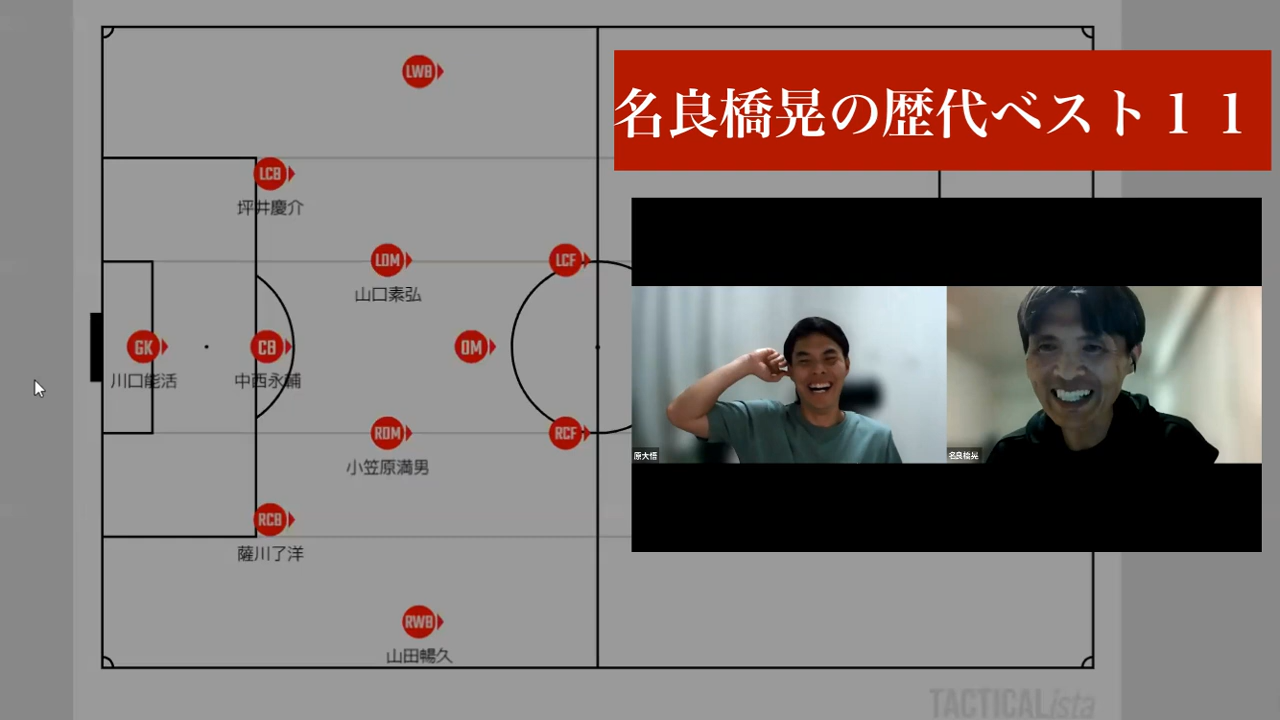 名良橋晃の歴代ベスト１１
LWB
LCB
坪井慶介
LDM
山口素弘
LCF
GK
川口能活
CB
中西永輔
OM
RDM
小笠原満男
RCF
RCB
薩川了洋
RWB
山田暢久
原大悟
名良橋晃
TACTICALista